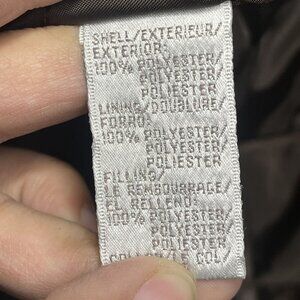 SHELL/EXTERIEUR/
EXTERIOR:
100% POLYESTER/
POLYESTER/
POLIESTER
LINING/DOUBLURE/
FORRO:
100% POLYESTER/
POLYESTER/
POLIESTER
FILLING/
LE REMBOURRAGE/
EL RELLENO:
100% POLYESTER/
POLYESTER/
POLIESTER
COL/